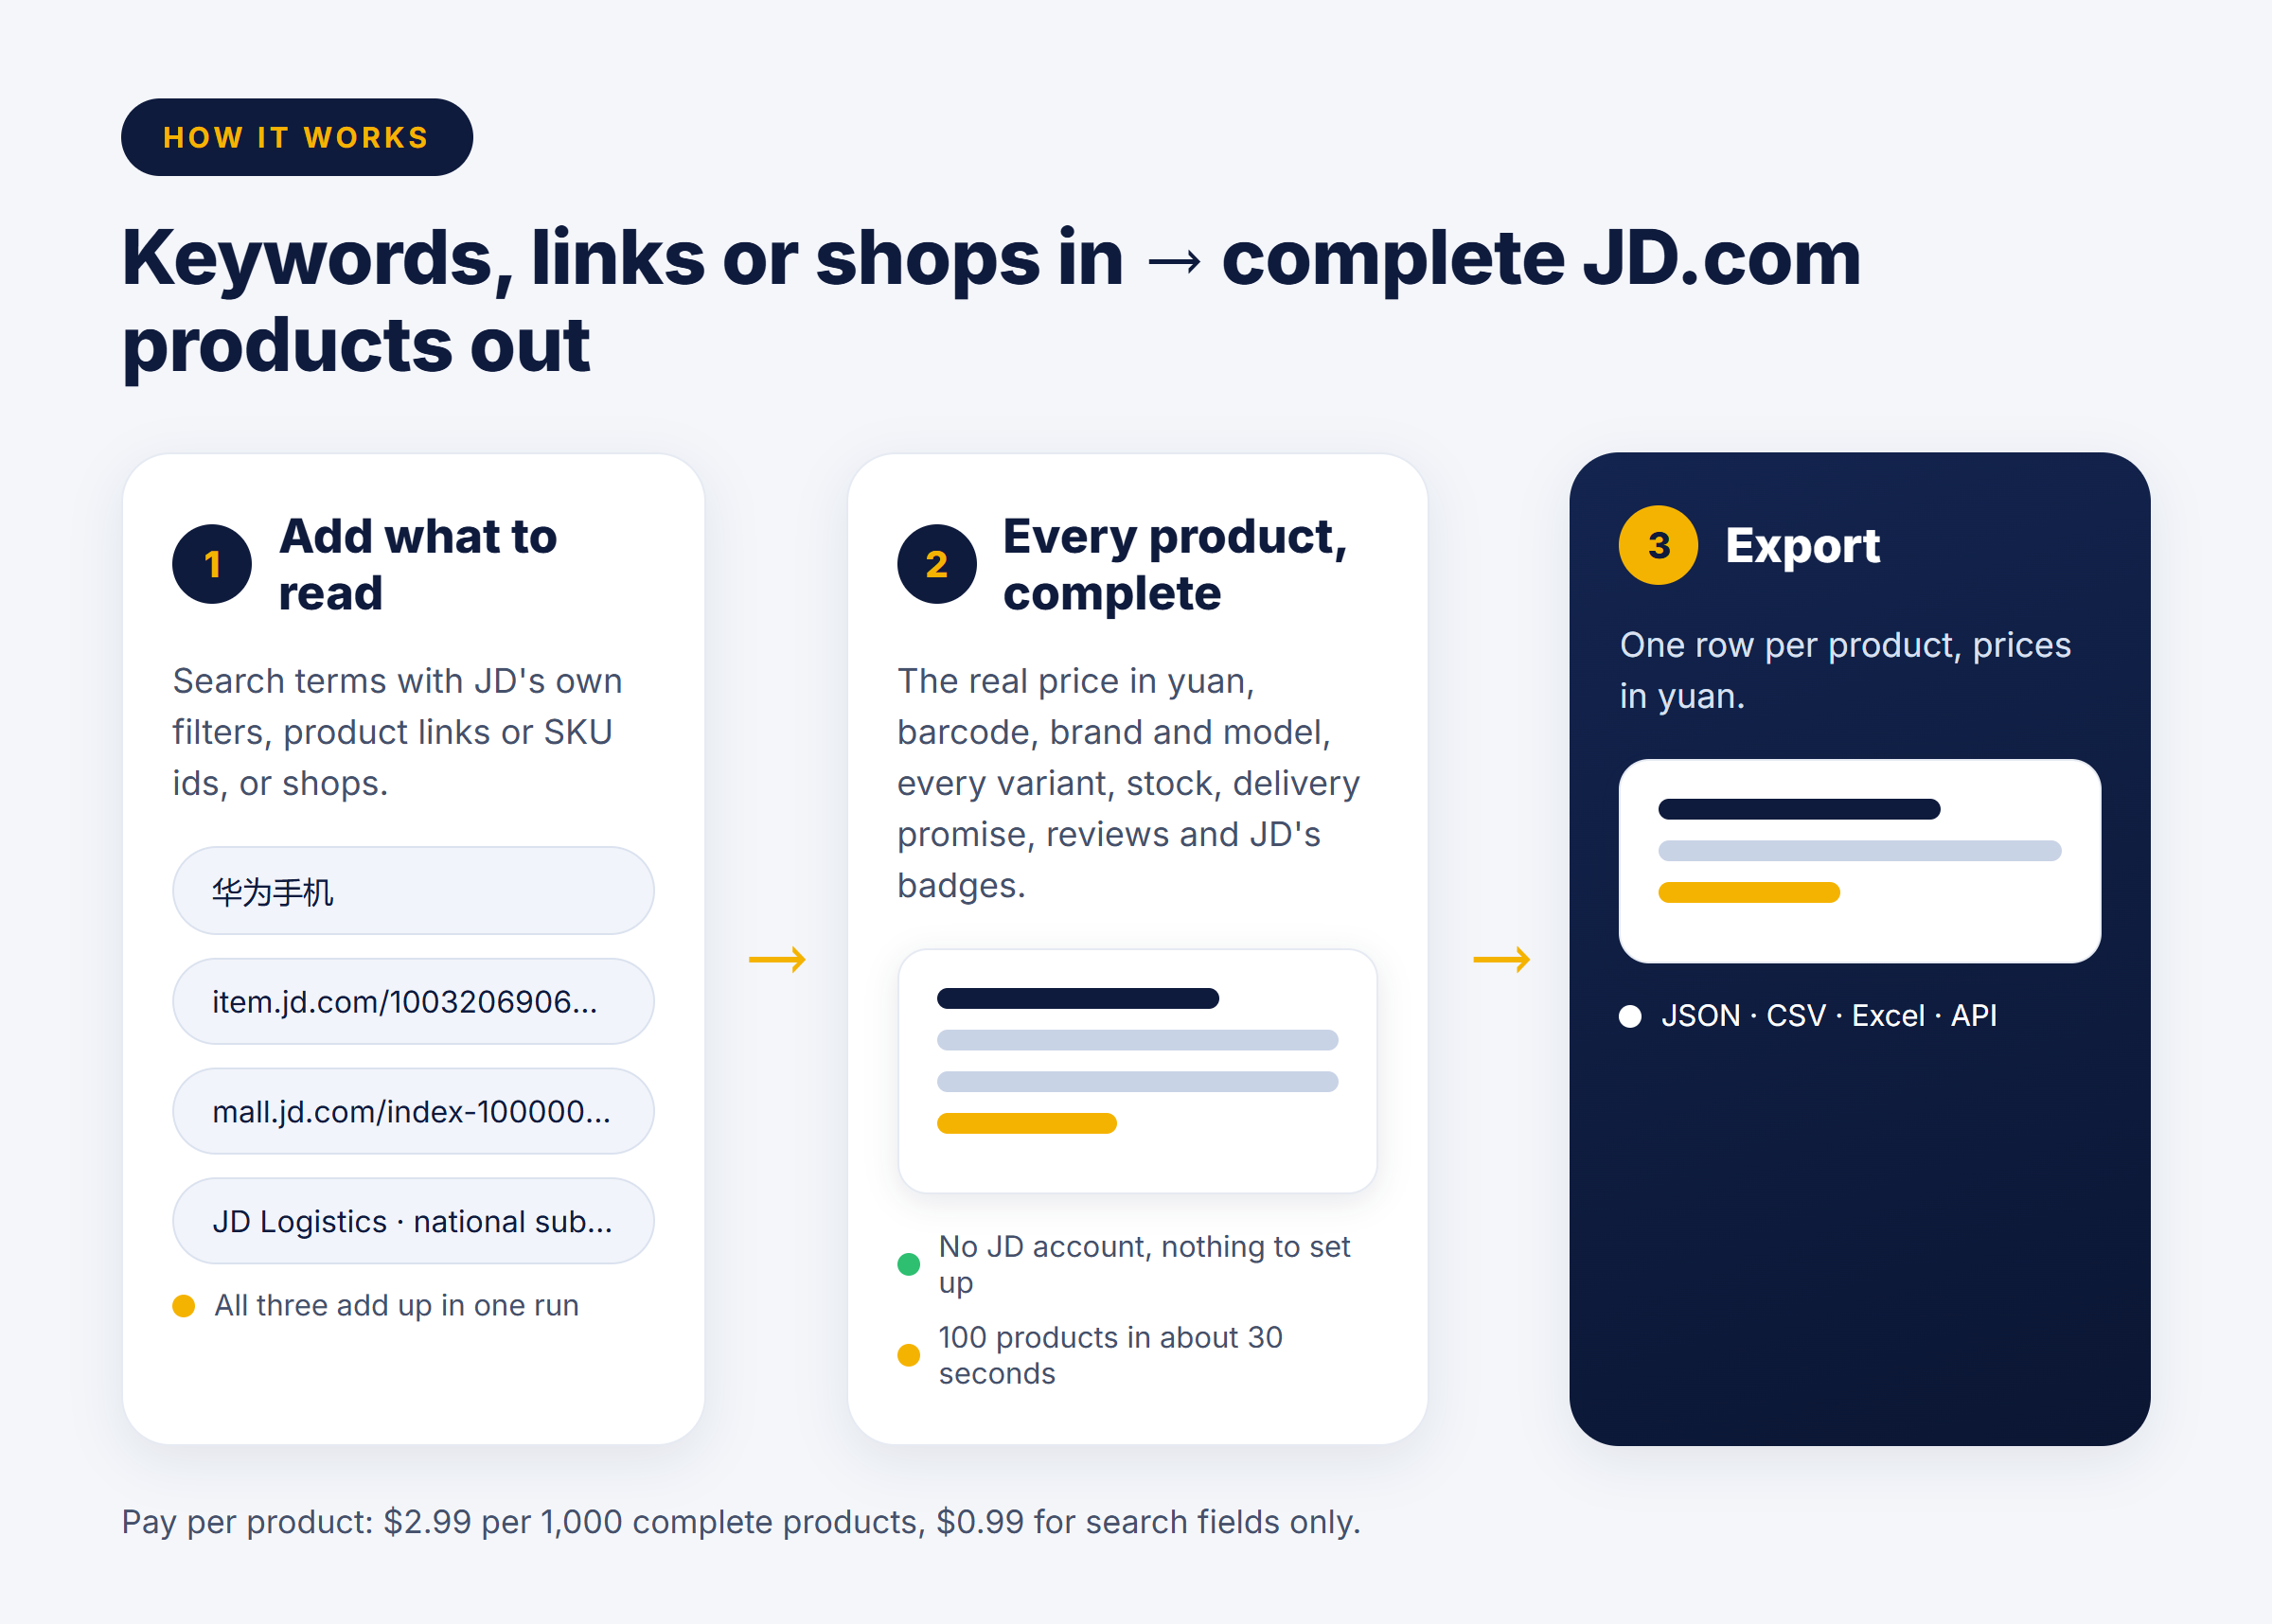 HOW IT WORKS
Keywords, links or shops in → complete JD.com
products out
1
Add what to
read
Search terms with JD's own
filters, product links or SKU
ids, or shops.
华为手机
item.jd.com/1003206906...
mall.jd.com/index-100000...
JD Logistics · national sub...
All three add up in one run
→
2
Every product,
complete
The real price in yuan,
barcode, brand and model,
every variant, stock, delivery
promise, reviews and JD's
badges.
No JD account, nothing to set
up
100 products in about 30
seconds
→
3
Export
One row per product, prices
in yuan.
JSON · CSV · Excel · API
Pay per product: $2.99 per 1,000 complete products, $0.99 for search fields only.